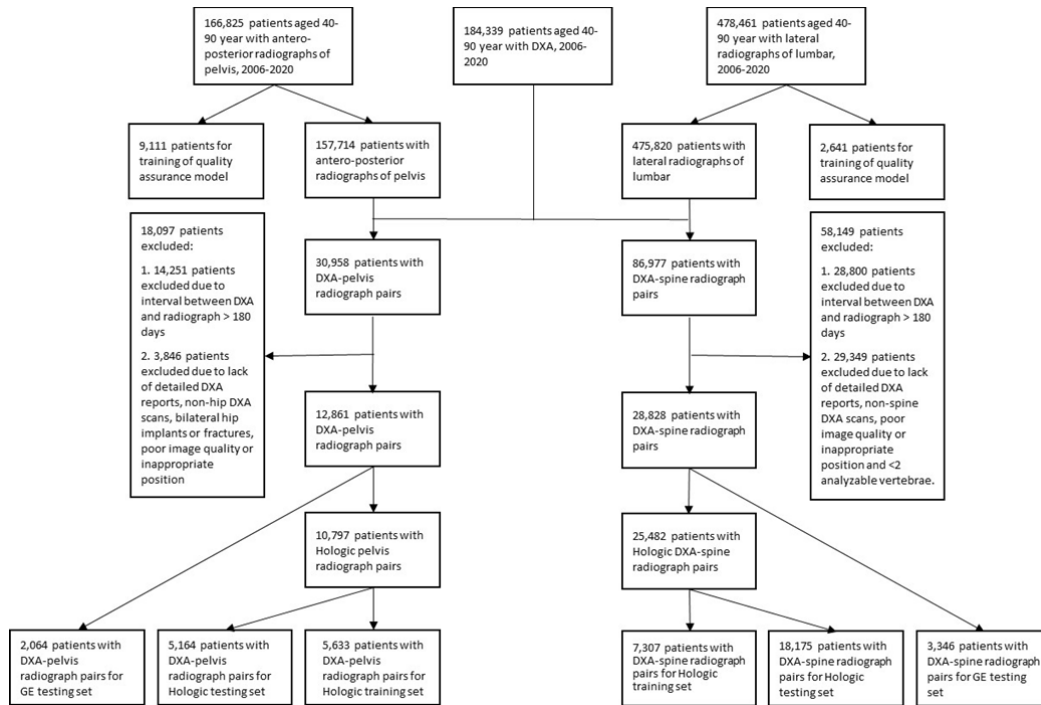 166,825 patients aged 40-
90 year with antero-
posterior radiographs of
pelvis, 2006-2020
184,339 patients aged 40-
90 year with DXA, 2006-
2020
478,461 patients aged 40-
90 year with lateral
radiographs of lumbar,
2006-2020
9,111 patients for
training of quality
assurance model
157,714 patients with
antero-posterior
radiographs of pelvis
475,820 patients with
lateral radiographs of
lumbar
2,641 patients for
training of quality
assurance model
18,097 patients
excluded:
1. 14,251 patients
excluded due to
interval between DXA
and radiograph > 180
days
2. 3,846 patients
excluded due to lack
of detailed DXA
reports, non-hip DXA
scans, bilateral hip
implants or fractures,
poor image quality or
inappropriate
position
30,958 patients with
DXA-pelvis
radiograph pairs
86,977 patients with
DXA-spine radiograph
pairs
58,149 patients
excluded:
1. 28,800 patients
excluded due to
interval between DXA
and radiograph > 180
days
2. 29,349 patients
excluded due to lack
of detailed DXA
reports, non-spine
DXA scans, poor
image quality or
inappropriate
position and <2
analyzable vertebrae.
12,861 patients with
DXA-pelvis
radiograph pairs
28,828 patients with
DXA-spine radiograph
pairs
10,797 patients with
Hologic pelvis
radiograph pairs
25,482 patients with
Hologic DXA-spine
radiograph pairs
2,064 patients with
DXA-pelvis
radiograph pairs for
GE testing set
5,164 patients with
DXA-pelvis
radiograph pairs for
Hologic testing set
5,633 patients with
DXA-pelvis
radiograph pairs for
Hologic training set
7,307 patients with
DXA-spine radiograph
pairs for Hologic
training set
18,175 patients with
DXA-spine radiograph
pairs for Hologic
testing set
3,346 patients with
DXA-spine radiograph
pairs for GE testing
set